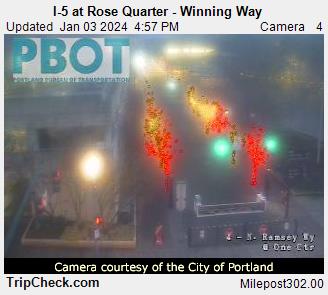 I-5 at Rose Quarter - Winning Way
Updated Jan 03 2024 4:57 PM Camera 4
PBOT
PORTLAND BUREAU OF TRANSPORTATION
4 - N. Ramsey Wy
@ One Ctr
Camera courtesy of the City of Portland
TripCheck.com Milepost302.00